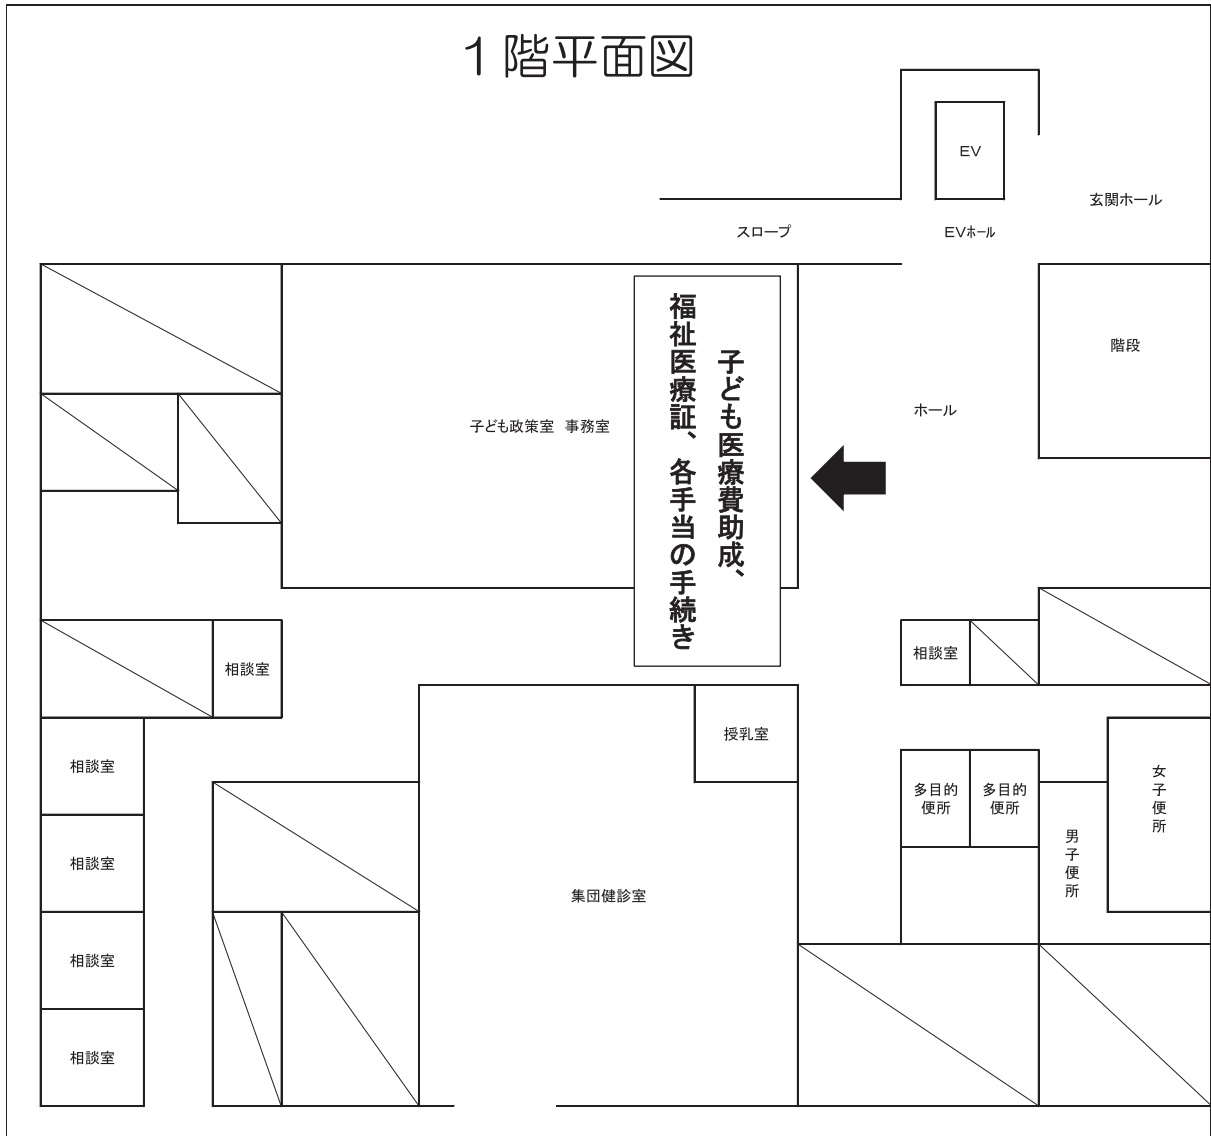 1階平面図
EV
玄関ホール
スロープ
EVホール
階段
ホール
子ども政策室　事務室
子ども医療費助成、
福祉医療証、各手当の手続き
相談室
相談室
授乳室
相談室
多目的
便所
多目的
便所
女子便所
男子便所
相談室
集団健診室
相談室
相談室